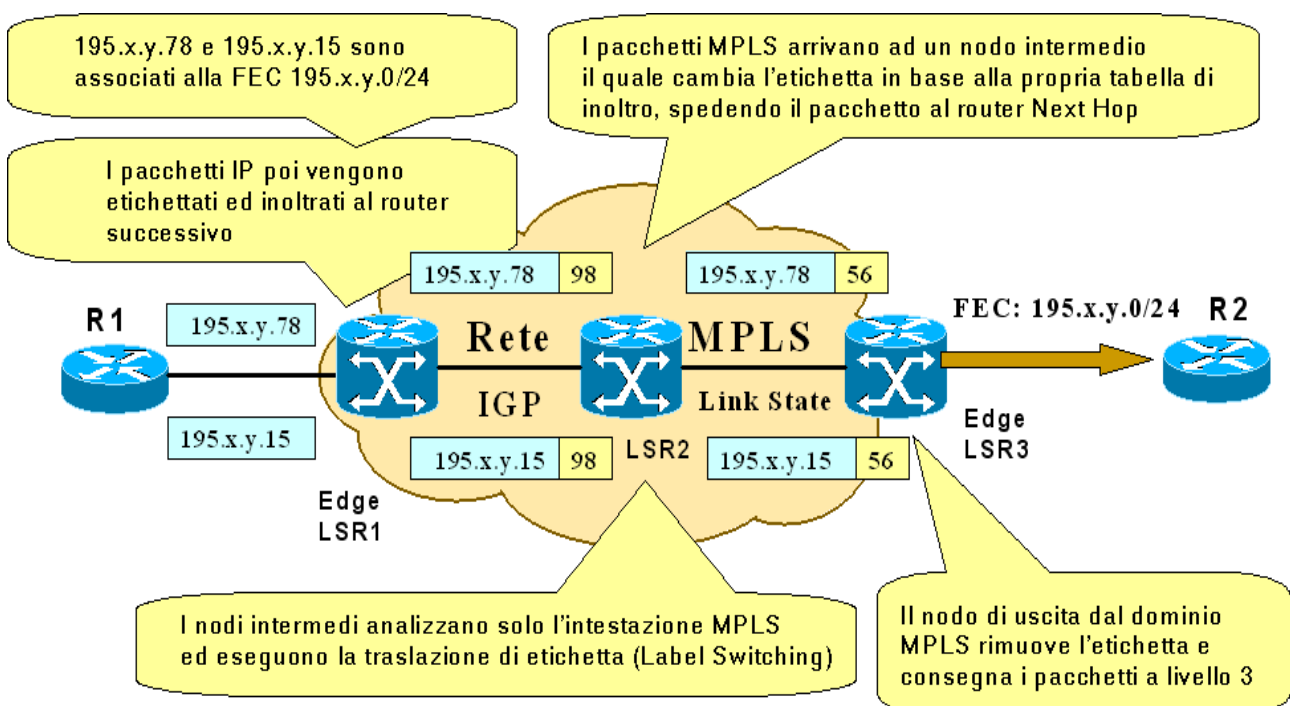 195.x.y.78 e 195.x.y.15 sono
associati alla FEC 195.x.y.0/24
I pacchetti MPLS arrivano ad un nodo intermedio
il quale cambia l'etichetta in base alla propria tabella di
inoltro, spedendo il pacchetto al router Next Hop
I pacchetti IP poi vengono
etichettati ed inoltrati al router
successivo
195.x.y.78 98
195.x.y.78 56
R1
195.x.y.78
FEC: 195.x.y.0/24
R2
Rete
MPLS
IGP
Link State
195.x.y.15
195.x.y.15 98
LSR2
195.x.y.15 56
Edge
LSR3
Edge
LSR1
I nodi intermedi analizzano solo l'intestazione MPLS
ed eseguono la traslazione di etichetta (Label Switching)
Il nodo di uscita dal dominio
MPLS rimuove l'etichetta e
consegna i pacchetti a livello 3